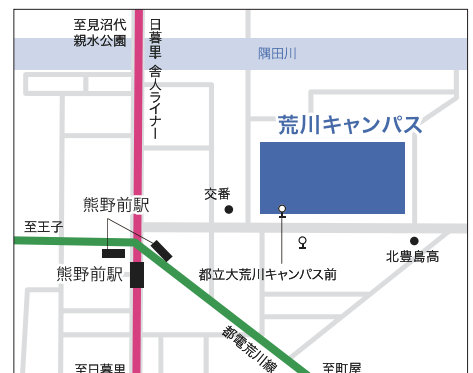 至見沼代
親水公園
日暮里・舎人ライナー
隅田川
荒川キャンパス
交番
熊野前駅
至王子
熊野前駅
都立大荒川キャンパス前
北豊島高
都電荒川線
至日暮里
至町屋